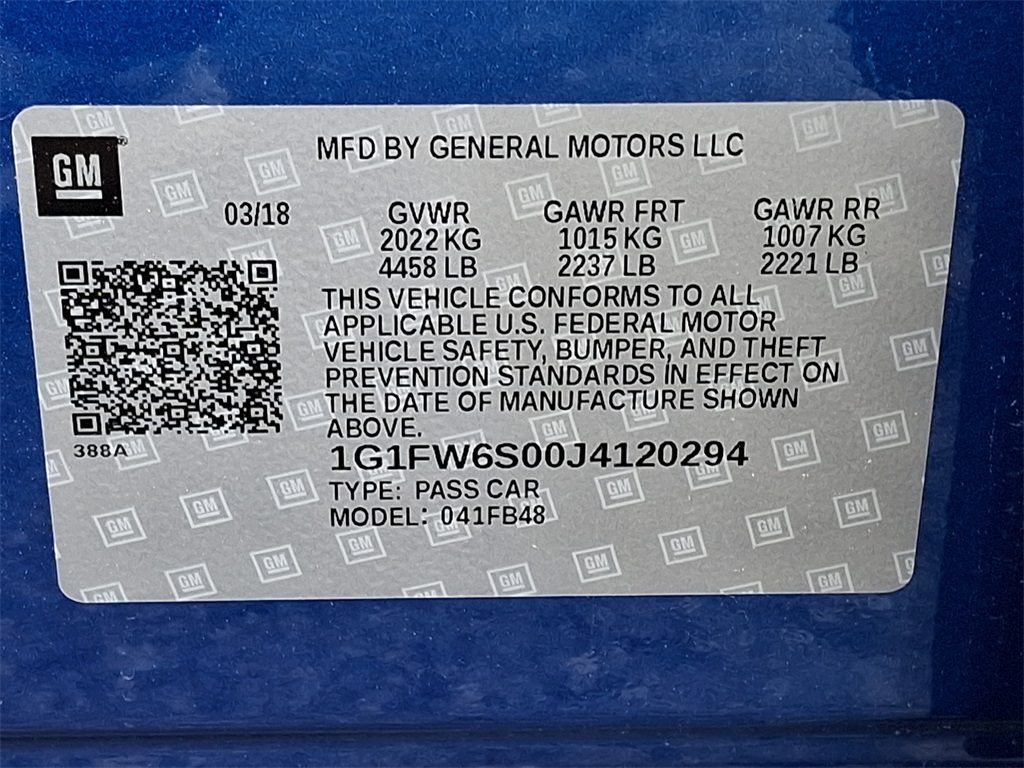 GM
MFD BY GENERAL MOTORS LLC
03/18
GVWR GAWR FRT GAWR RR
2022 KG 1015 KG 1007 KG
4458 LB 2237 LB 2221 LB
THIS VEHICLE CONFORMS TO ALL
APPLICABLE U.S. FEDERAL MOTOR
VEHICLE SAFETY, BUMPER, AND THEFT
PREVENTION STANDARDS IN EFFECT ON
THE DATE OF MANUFACTURE SHOWN
ABOVE.
388A
1G1FW6S00J4120294
TYPE: PASS CAR
MODEL: 041FB48